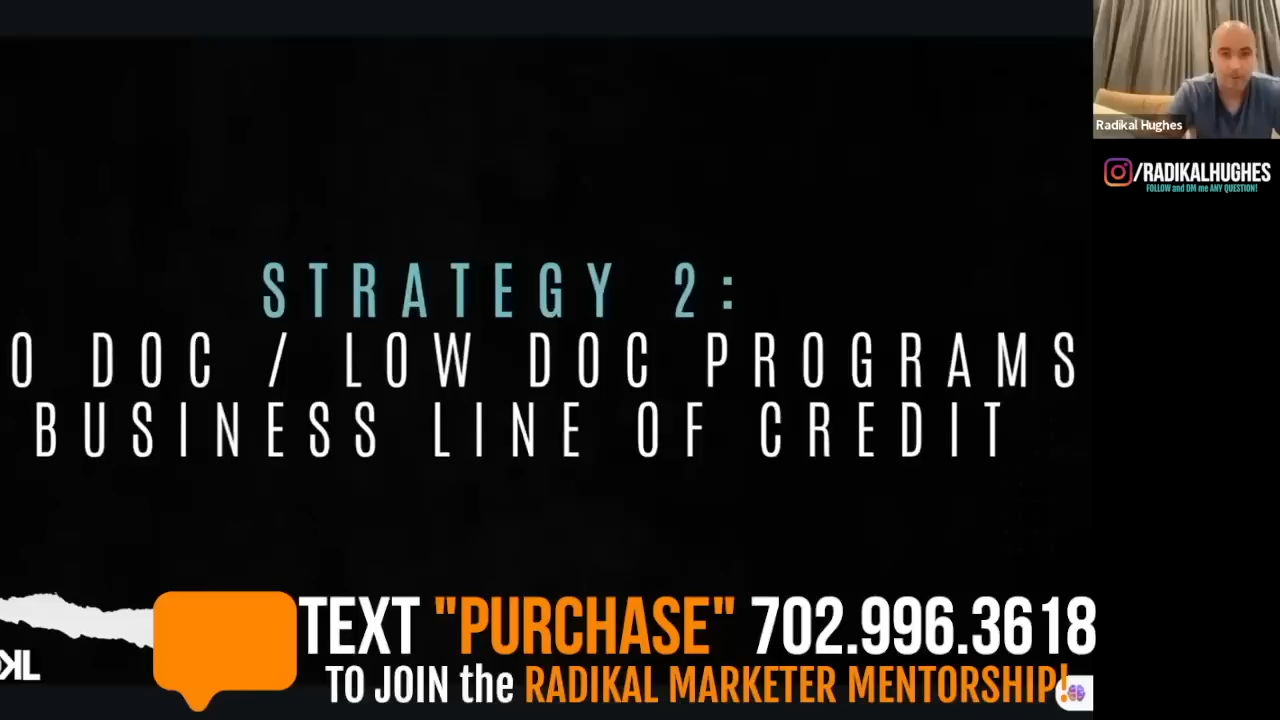 Radikal Hughes
/RADIKALHUGHES
FOLLOW and DM me ANY QUESTION!
STRATEGY 2:
O DOC / LOW DOC PROGRAMS
BUSINESS LINE OF CREDIT
TEXT "PURCHASE" 702.996.3618
TO JOIN the RADIKAL MARKETER MENTORSHIP!